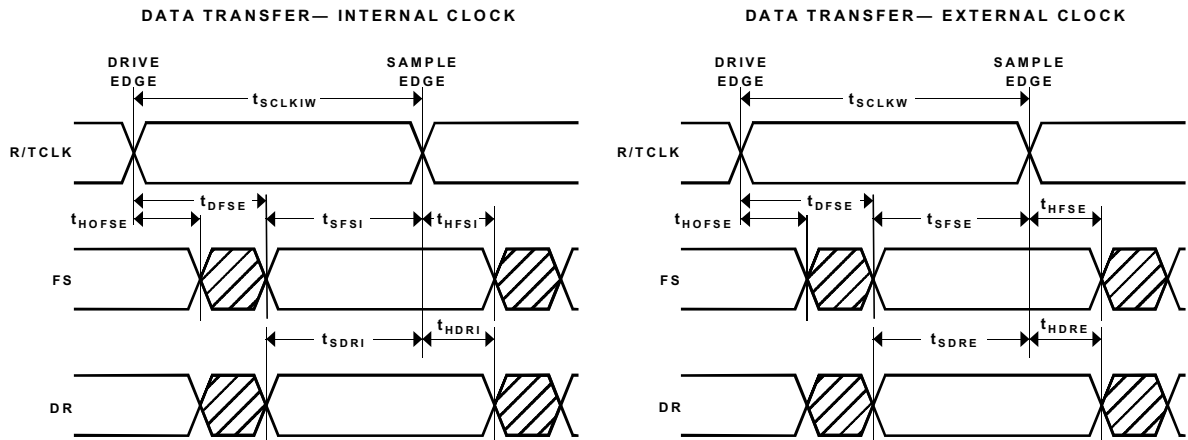 DATA TRANSFER— INTERNAL CLOCK
DRIVE EDGE
SAMPLE EDGE
tSCLKIW
R/TCLK
tDFSE
tHOFSE
tSFSI
tHFSI
FS
tSDRI
tHDRI
DR
DATA TRANSFER— EXTERNAL CLOCK
DRIVE EDGE
SAMPLE EDGE
tSCLKW
R/TCLK
tDFSE
tHOFSE
tSFSE
tHFSE
FS
tSDRE
tHDRE
DR